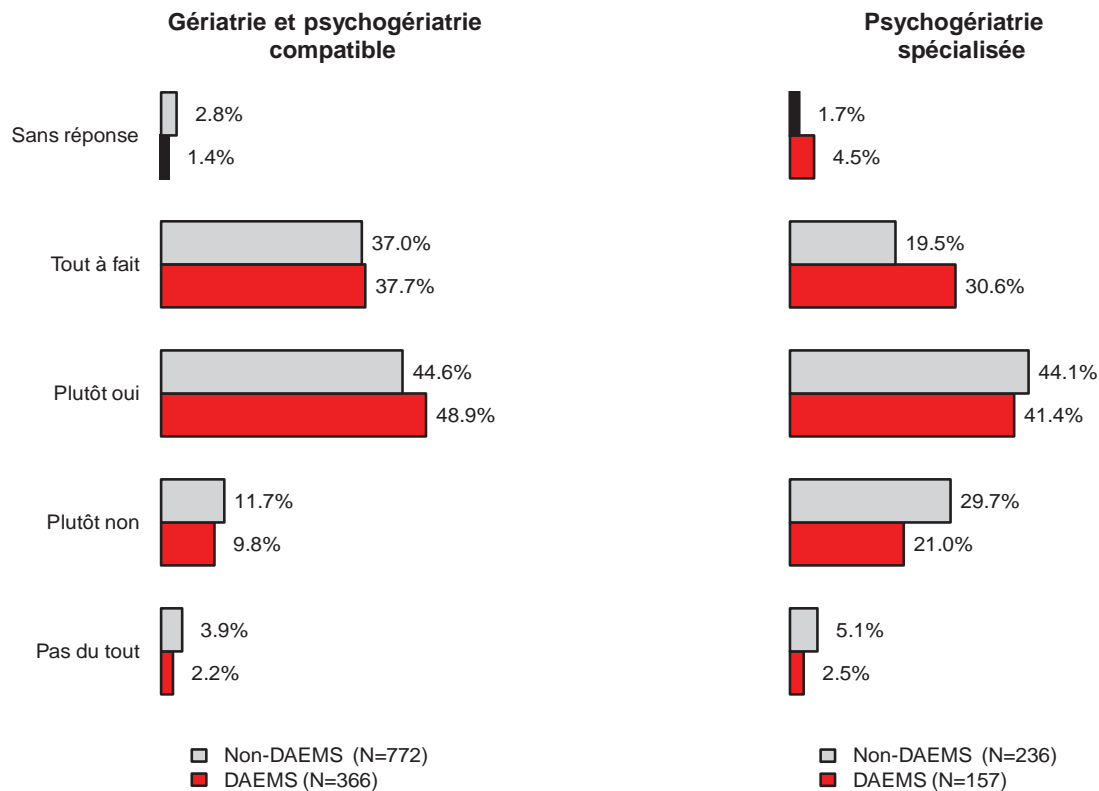 Gériatrie et psychogériatrie
compatible
Psychogériatrie
spécialisée
Sans réponse
2.8%
1.4%
1.7%
4.5%
Tout à fait
37.0%
37.7%
19.5%
30.6%
Plutôt oui
44.6%
48.9%
44.1%
41.4%
Plutôt non
11.7%
9.8%
29.7%
21.0%
Pas du tout
3.9%
2.2%
5.1%
2.5%
Non-DAEMS (N=772)
DAEMS (N=366)
Non-DAEMS (N=236)
DAEMS (N=157)